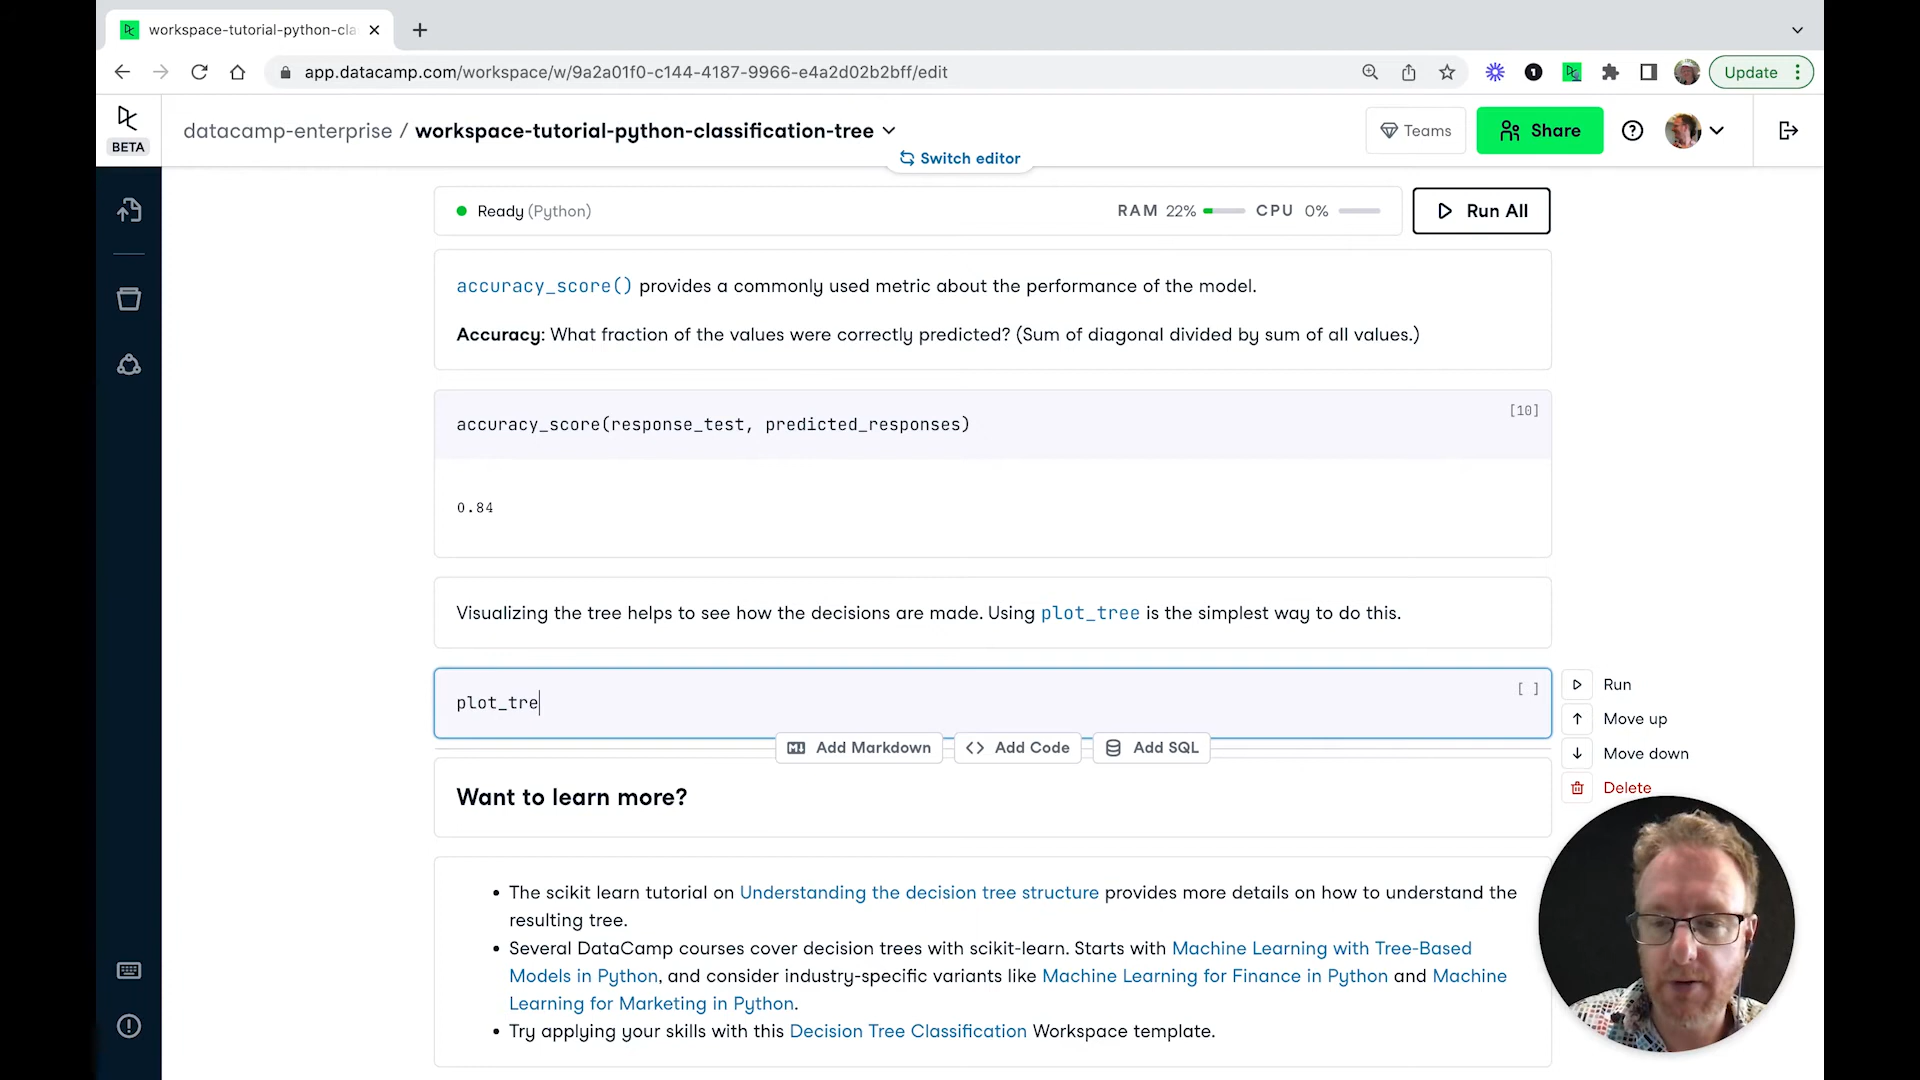 workspace-tutorial-python-cla
app.datacamp.com/workspace/w/9a2a01f0-c144-4187-9966-e4a2d02b2bff/edit
Update
BETA
datacamp-enterprise / workspace-tutorial-python-classification-tree
Teams
Share
Switch editor
Ready (Python)
RAM 22% CPU 0%
Run All
accuracy_score() provides a commonly used metric about the performance of the model.
Accuracy: What fraction of the values were correctly predicted? (Sum of diagonal divided by sum of all values.)
accuracy_score(response_test, predicted_responses)
[10]
0.84
Visualizing the tree helps to see how the decisions are made. Using plot_tree is the simplest way to do this.
plot_tre
[ ]
Run
Move up
Move down
Delete
Add Markdown
Add Code
Add SQL
Want to learn more?
• The scikit learn tutorial on Understanding the decision tree structure provides more details on how to understand the
resulting tree.
• Several DataCamp courses cover decision trees with scikit-learn. Starts with Machine Learning with Tree-Based
Models in Python, and consider industry-specific variants like Machine Learning for Finance in Python and Machine
Learning for Marketing in Python.
• Try applying your skills with this Decision Tree Classification Workspace template.